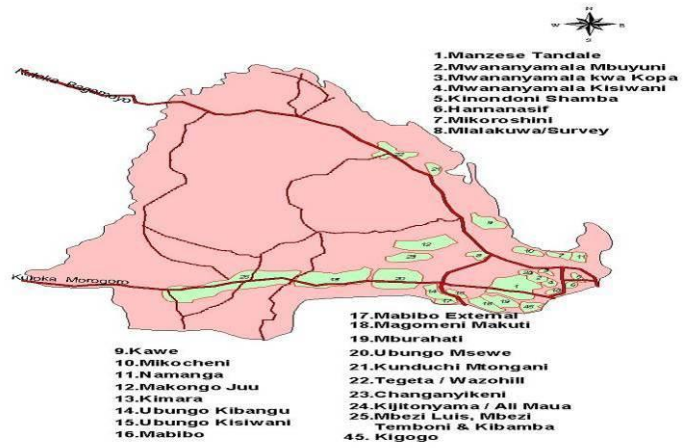 N
W
S
1.Manzese Tandale
2.Mwananyamala Mbuyuni
3.Mwananyamala kwa Kopa
4.Mwananyamala Kisiwani
5.Kinondoni Shamba
6.Hannanasif
7.Mikoroshini
8.Mlalakuwa/Survey
Kutoka Bagamoyo
Kutoka Morogoro
9.Kawe
10.Mikocheni
11.Namanga
12.Makongo Juu
13.Kimara
14.Ubungo Kibangu
15.Ubungo Kisiwani
16.Mabibo
17.Mabibo External
18.Magomeni Makuti
19.Mburahati
20.Ubungo Msewe
21.Kunduchi Mtongani
22.Tegeta / Wazohill
23.Changanyikeni
24.Kijitonyama / Ali Maua
25.Mbezi Luis, Mbezi
Temboni & Kibamba
45. Kigogo
12
20
1
45